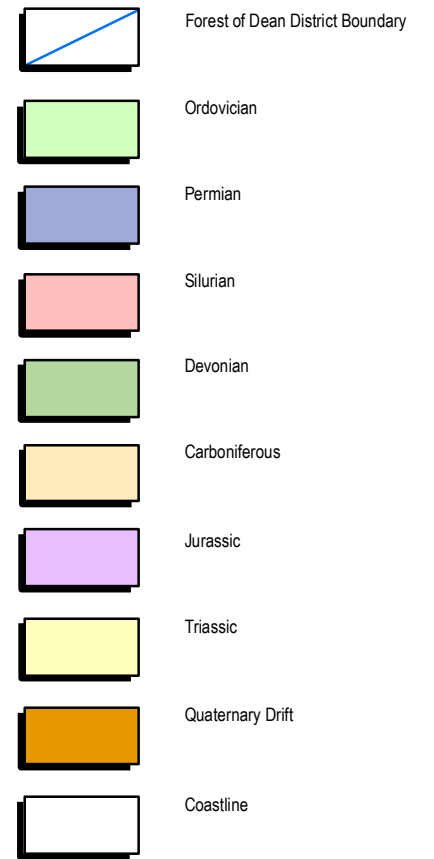 Forest of Dean District Boundary
Ordovician
Permian
Silurian
Devonian
Carboniferous
Jurassic
Triassic
Quaternary Drift
Coastline